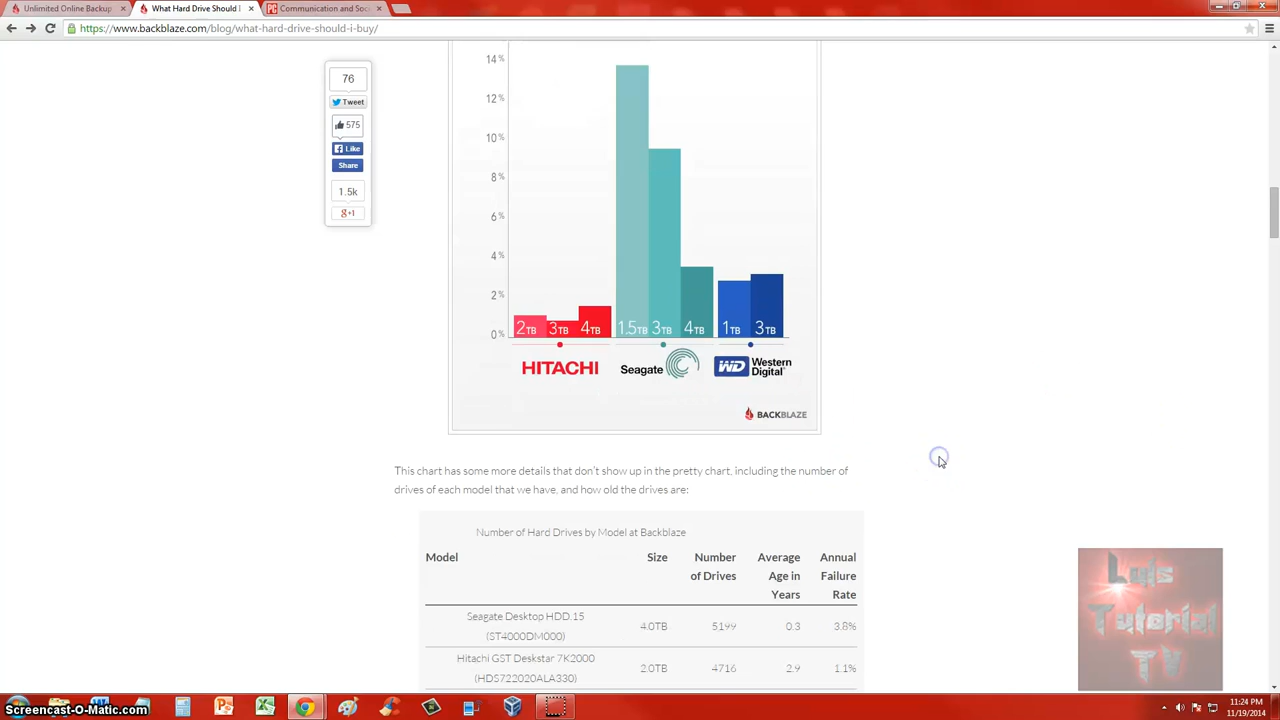 Unlimited Online Backup
What Hard Drive Should I
Communication and Soc
https://www.backblaze.com/blog/what-hard-drive-should-i-buy/
76
Tweet
575
Like
Share
1.5k
g+1
14%
12%
10%
8%
6%
4%
2%
0%
2TB 3TB 4TB 1.5TB 3TB 4TB 1TB 3TB
HITACHI Seagate WD Western Digital
BACKBLAZE
This chart has some more details that don't show up in the pretty chart, including the number of
drives of each model that we have, and how old the drives are:
Number of Hard Drives by Model at Backblaze
Model Size Number of Drives Average Age in Years Annual Failure Rate
Seagate Desktop HDD.15
(ST4000DM000) 4.0TB 5199 0.3 3.8%
Hitachi GST Deskstar 7K2000
(HDS722020ALA330) 2.0TB 4716 2.9 1.1%
Luis
Tutorial
TV
Screencast-O-Matic.com
11:24 PM
11/19/2014